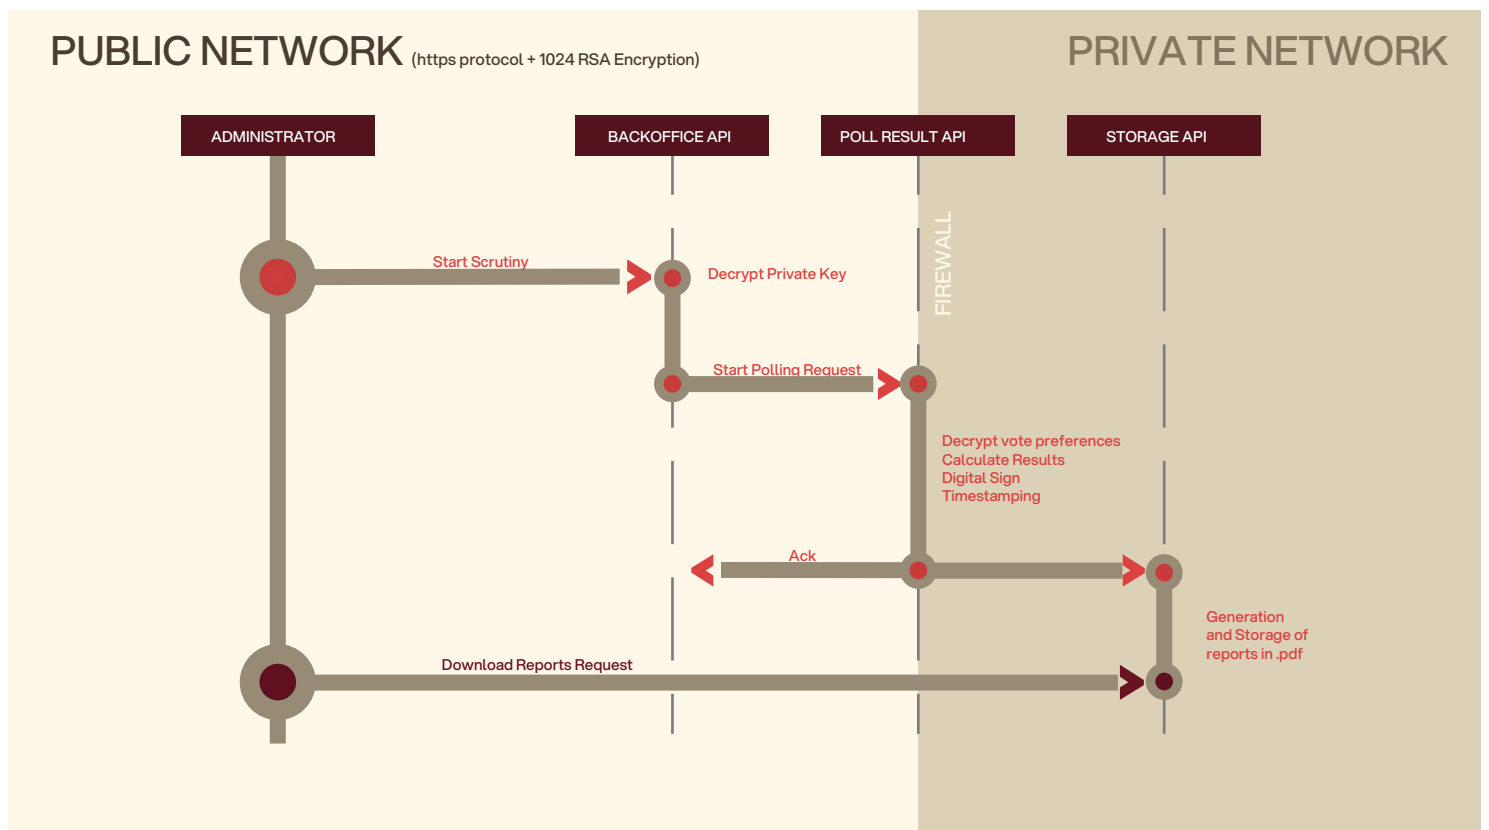 PUBLIC NETWORK (https protocol + 1024 RSA Encryption)
PRIVATE NETWORK
ADMINISTRATOR
BACKOFFICE API
POLL RESULT API
STORAGE API
FIREWALL
Start Scrutiny
Decrypt Private Key
Start Polling Request
Decrypt vote preferences
Calculate Results
Digital Sign
Timestamping
Ack
Generation
and Storage of
reports in .pdf
Download Reports Request